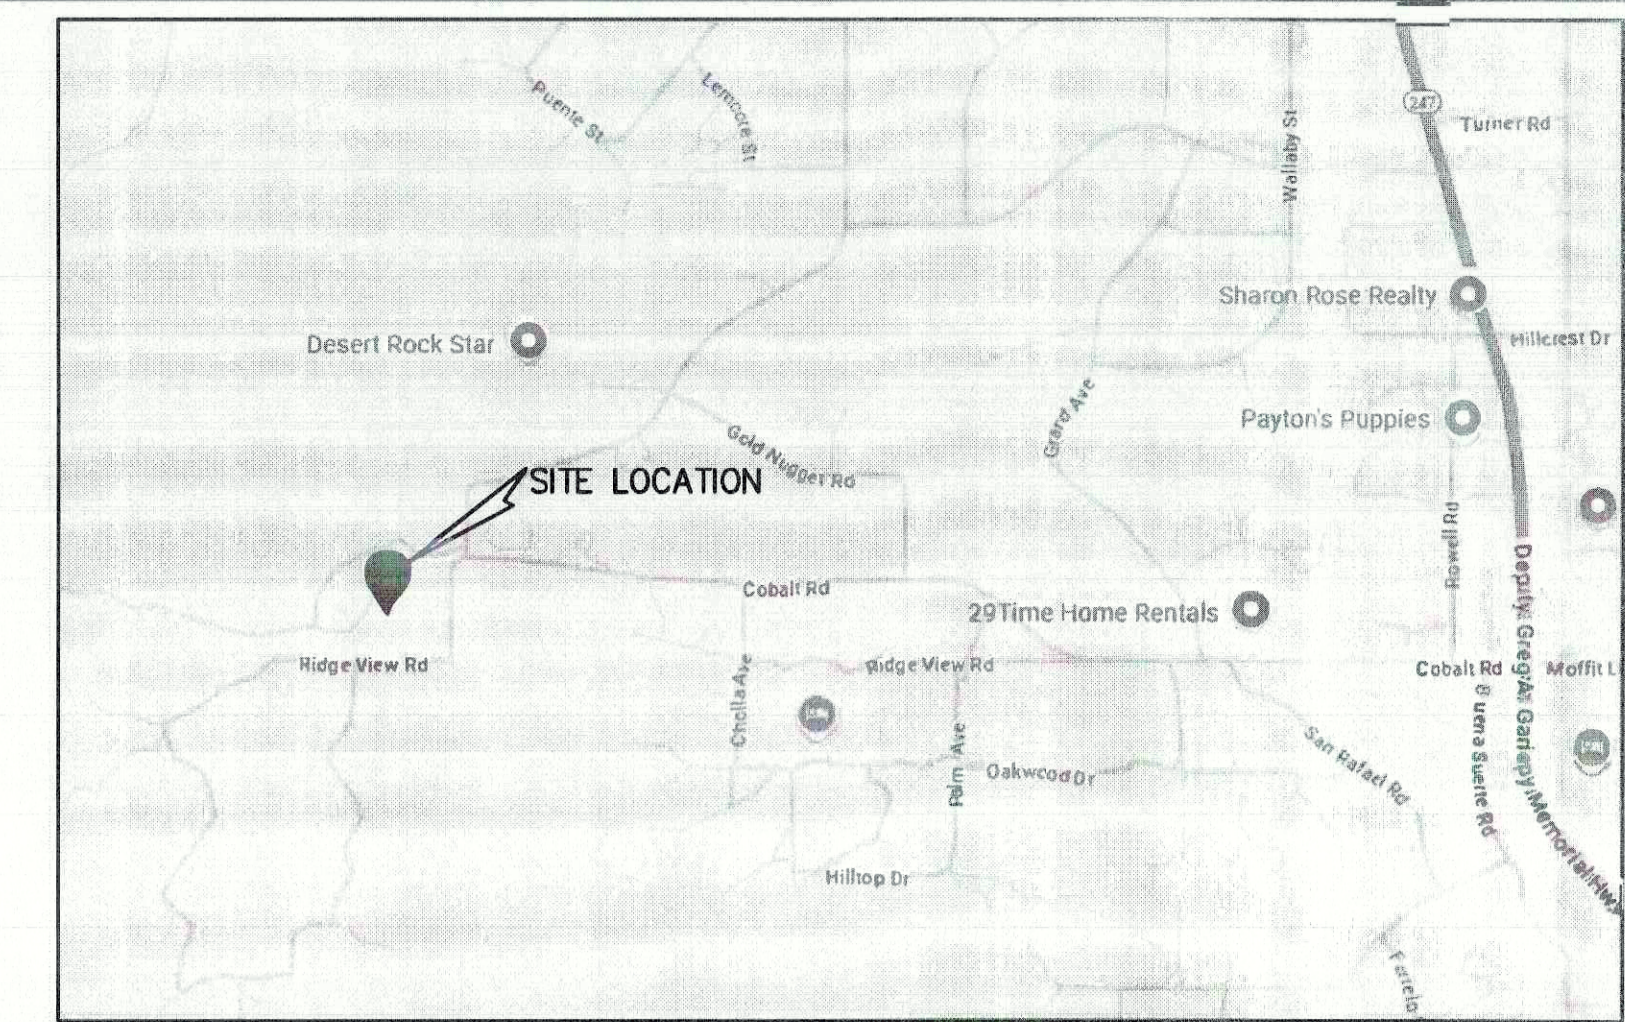 Puente St
Lemoore St
Wallaby St
247
Turner Rd
Sharon Rose Realty
Hillcrest Dr
Desert Rock Star
Payton's Puppies
Grand Ave
Gold Nugget Rd
SITE LOCATION
Rowell Rd
Cobalt Rd
29Time Home Rentals
Deputy Greg A. Gariepy Memorial Hwy
Ridge View Rd
Ridge View Rd
Cobalt Rd
Moffit L
Cholla Ave
Buena Suerte Rd
Palm Ave
San Rafael Rd
Oakwood Dr
Hilltop Dr